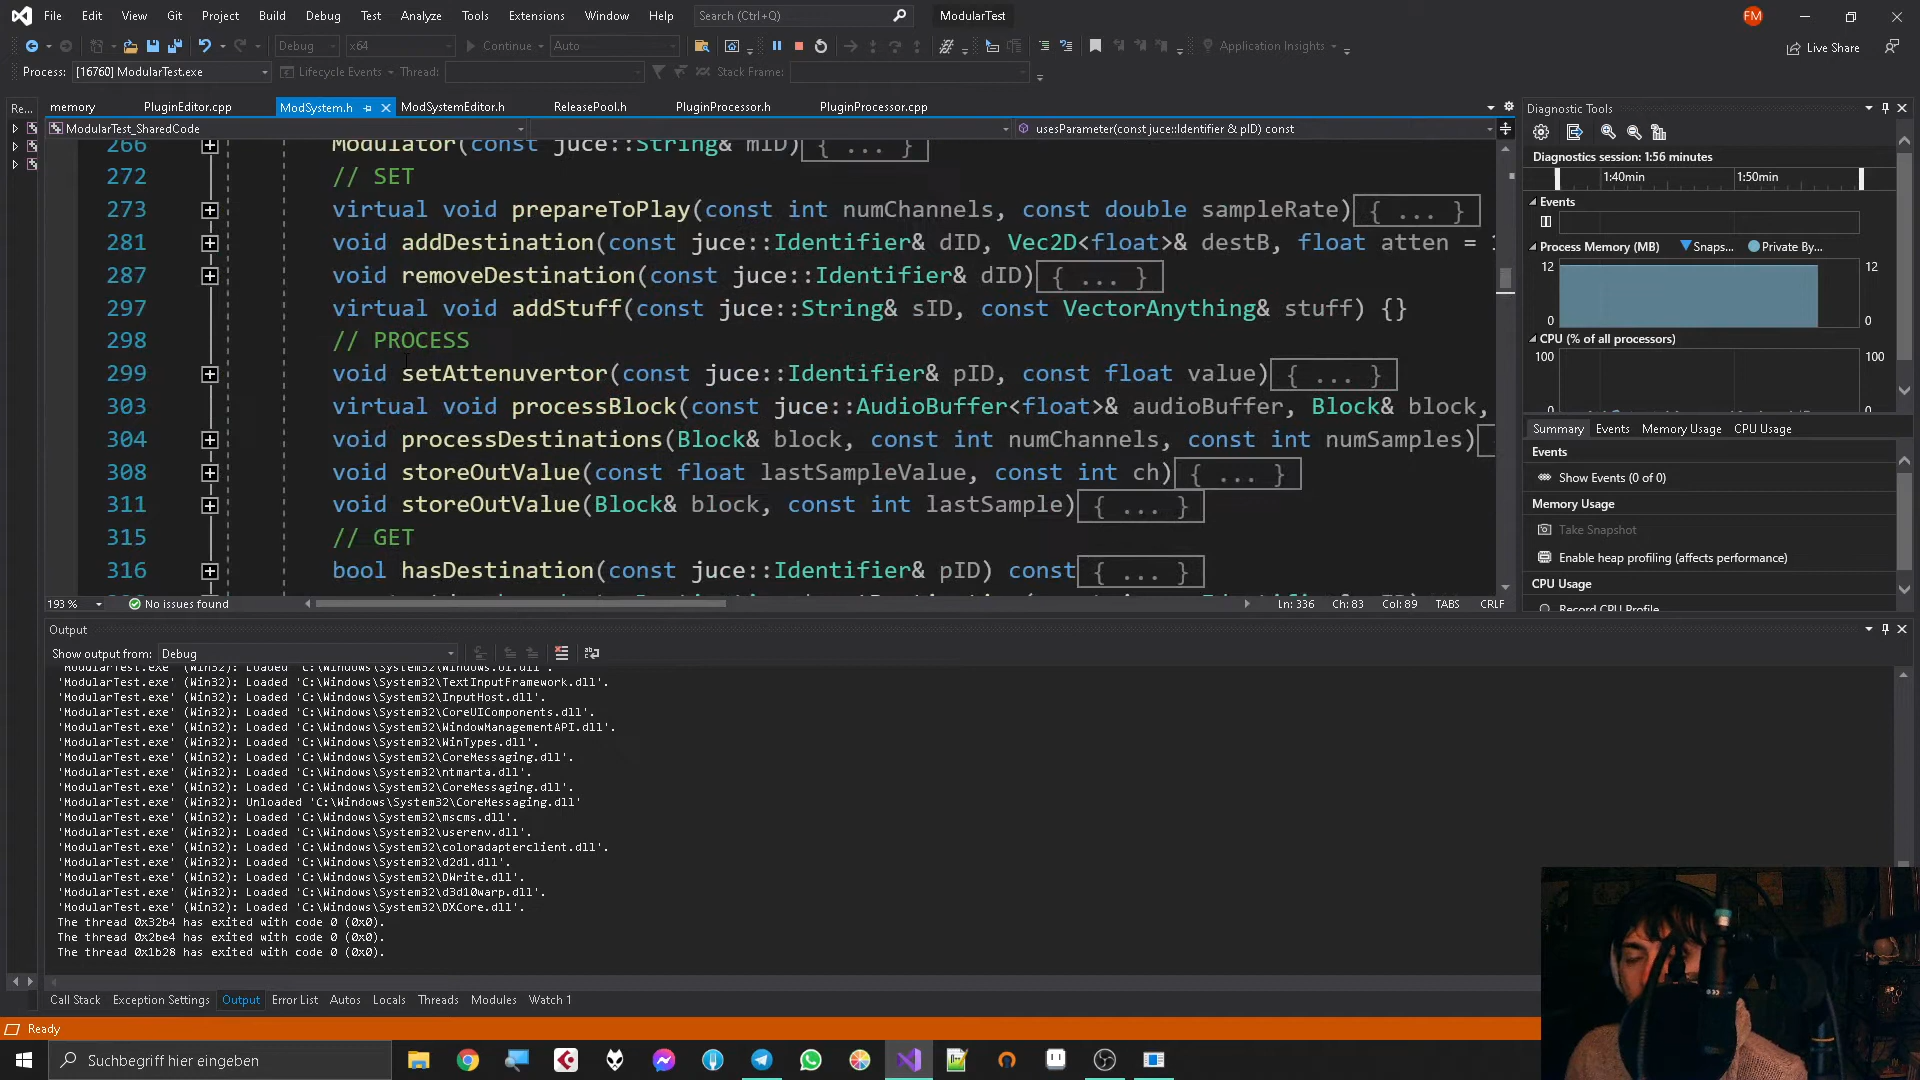 File Edit View Git Project Build Debug Test Analyze Tools Extensions Window Help Search (Ctrl+Q) ModularTest FM
Debug x64 Continue Auto Application Insights Live Share
Process: [16760] ModularTest.exe Lifecycle Events Thread: Stack Frame:
Re... memory PluginEditor.cpp ModSystem.h ModSystemEditor.h ReleasePool.h PluginProcessor.h PluginProcessor.cpp
ModularTest_SharedCode usesParameter(const juce::Identifier & pID) const
266 Modulator(const juce::String& mID){ ... }
272 // SET
273 virtual void prepareToPlay(const int numChannels, const double sampleRate){ ... }
281 void addDestination(const juce::Identifier& dID, Vec2D<float>& destB, float atten =
287 void removeDestination(const juce::Identifier& dID){ ... }
297 virtual void addStuff(const juce::String& sID, const VectorAnything& stuff) {}
298 // PROCESS
299 void setAttenuvertor(const juce::Identifier& pID, const float value){ ... }
303 virtual void processBlock(const juce::AudioBuffer<float>& audioBuffer, Block& block,
304 void processDestinations(Block& block, const int numChannels, const int numSamples)
308 void storeOutValue(const float lastSampleValue, const int ch){ ... }
311 void storeOutValue(Block& block, const int lastSample){ ... }
315 // GET
316 bool hasDestination(const juce::Identifier& pID) const{ ... }
193 % No issues found Ln: 336 Ch: 83 Col: 89 TABS CRLF
Diagnostic Tools
Diagnostics session: 1:56 minutes
1:40min 1:50min
Events
Process Memory (MB) Snaps... Private By...
12 12
0 0
CPU (% of all processors)
100 100
Summary Events Memory Usage CPU Usage
Events
Show Events (0 of 0)
Memory Usage
Take Snapshot
Enable heap profiling (affects performance)
CPU Usage
Record CPU Profile
Output
Show output from: Debug
'ModularTest.exe' (Win32): Loaded 'C:\Windows\System32\Windows.UI.dll'.
'ModularTest.exe' (Win32): Loaded 'C:\Windows\System32\TextInputFramework.dll'.
'ModularTest.exe' (Win32): Loaded 'C:\Windows\System32\InputHost.dll'.
'ModularTest.exe' (Win32): Loaded 'C:\Windows\System32\CoreUIComponents.dll'.
'ModularTest.exe' (Win32): Loaded 'C:\Windows\System32\WindowManagementAPI.dll'.
'ModularTest.exe' (Win32): Loaded 'C:\Windows\System32\WinTypes.dll'.
'ModularTest.exe' (Win32): Loaded 'C:\Windows\System32\CoreMessaging.dll'.
'ModularTest.exe' (Win32): Loaded 'C:\Windows\System32\ntmarta.dll'.
'ModularTest.exe' (Win32): Loaded 'C:\Windows\System32\CoreMessaging.dll'.
'ModularTest.exe' (Win32): Unloaded 'C:\Windows\System32\CoreMessaging.dll'
'ModularTest.exe' (Win32): Loaded 'C:\Windows\System32\mscms.dll'.
'ModularTest.exe' (Win32): Loaded 'C:\Windows\System32\userenv.dll'.
'ModularTest.exe' (Win32): Loaded 'C:\Windows\System32\coloradapterclient.dll'.
'ModularTest.exe' (Win32): Loaded 'C:\Windows\System32\d2d1.dll'.
'ModularTest.exe' (Win32): Loaded 'C:\Windows\System32\DWrite.dll'.
'ModularTest.exe' (Win32): Loaded 'C:\Windows\System32\d3d10warp.dll'.
'ModularTest.exe' (Win32): Loaded 'C:\Windows\System32\DXCore.dll'.
The thread 0x32b4 has exited with code 0 (0x0).
The thread 0x2be4 has exited with code 0 (0x0).
The thread 0x1b28 has exited with code 0 (0x0).
Call Stack Exception Settings Output Error List Autos Locals Threads Modules Watch 1
Ready
Suchbegriff hier eingeben